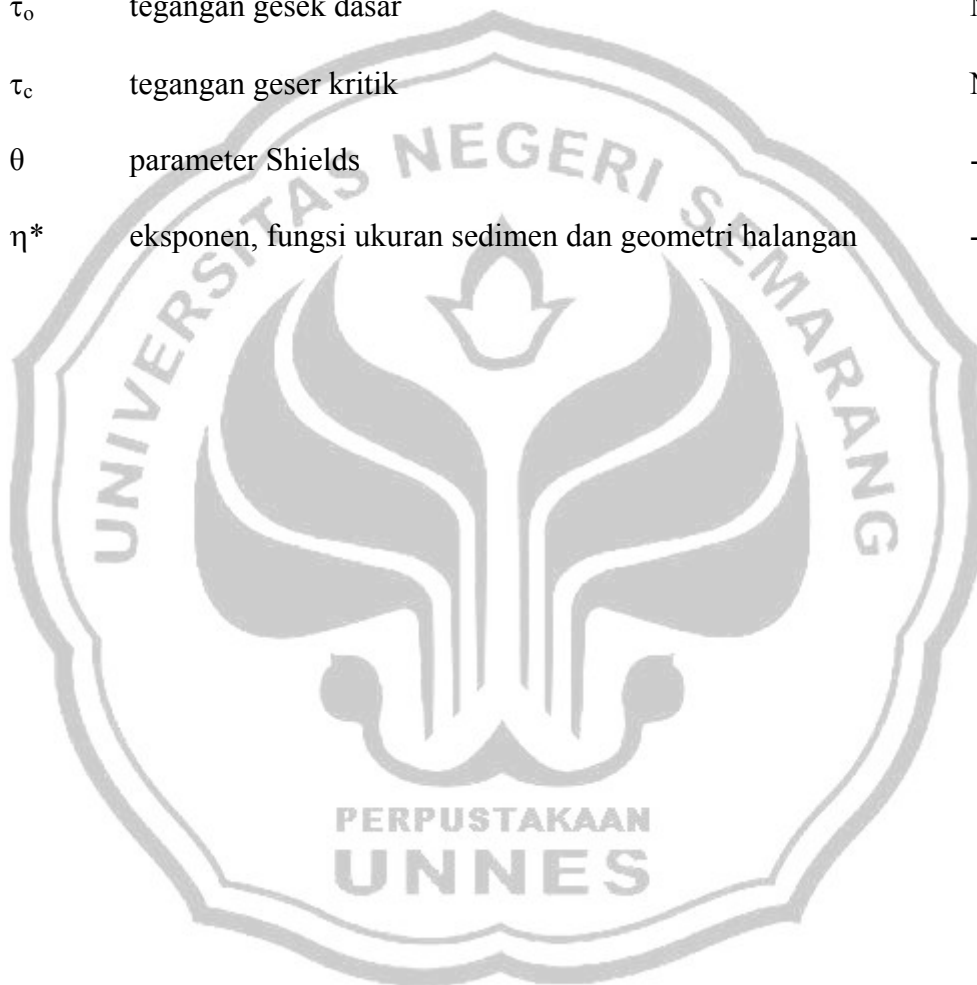 τₒ tegangan gesek dasar
τ_c tegangan geser kritik N
θ parameter Shields -
η* eksponen, fungsi ukuran sedimen dan geometri halangan -
UNIVERSITAS NEGERI SEMARANG
PERPUSTAKAAN
UNNES